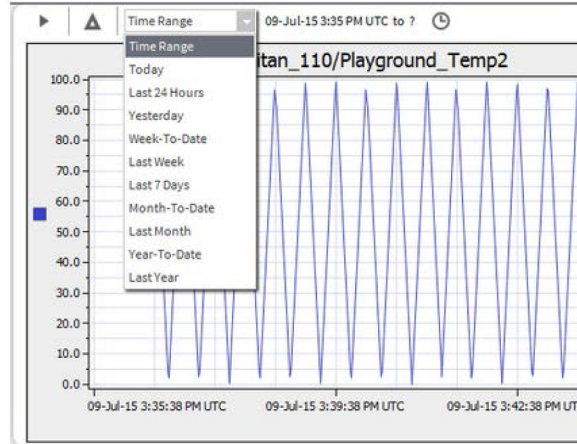 Time Range 09-Jul-15 3:35 PM UTC to ?
Time Range
Today
Last 24 Hours
Yesterday
Week-To-Date
Last Week
Last 7 Days
Month-To-Date
Last Month
Year-To-Date
Last Year
itan_110/Playground_Temp2
100.0
90.0
80.0
70.0
60.0
50.0
40.0
30.0
20.0
10.0
0.0
09-Jul-15 3:35:38 PM UTC 09-Jul-15 3:39:38 PM UTC 09-Jul-15 3:42:38 PM UT